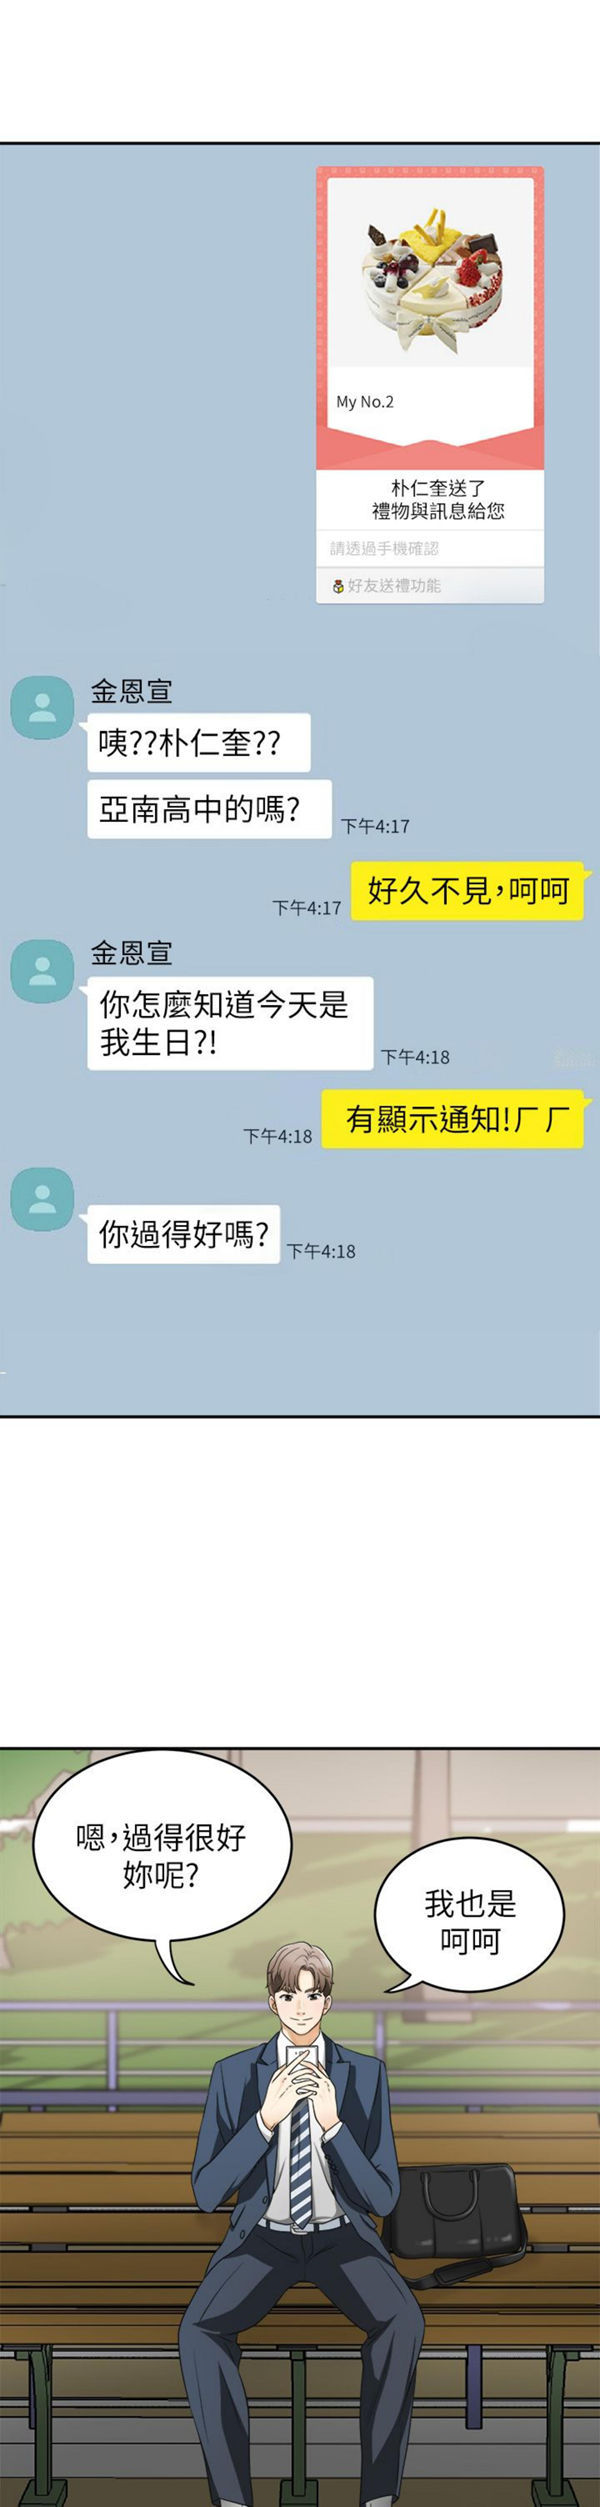 My No.2
朴仁奎送了
禮物與訊息給您
請透過手機確認
好友送禮功能
金恩宣
咦??朴仁奎??
亞南高中的嗎?
下午4:17
好久不見,呵呵
下午4:17
金恩宣
你怎麼知道今天是
我生日?!
下午4:18
有顯示通知!ㄏㄏ
下午4:18
你過得好嗎?
下午4:18
嗯,過得很好
妳呢?
我也是
呵呵